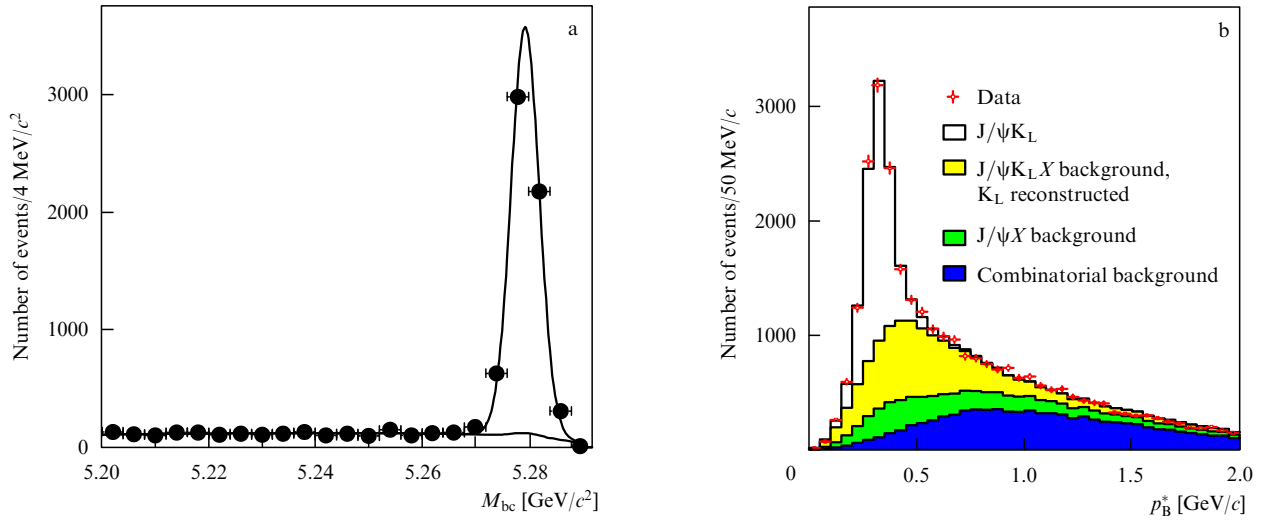 a
Number of events/4 MeV/c²
3000
2000
1000
0
5.20
5.22
5.24
5.26
5.28
M_bc [GeV/c²]
b
Number of events/50 MeV/c
3000
2000
1000
0
0.5
1.0
1.5
2.0
p*_B [GeV/c]
Data
J/ψK_L
J/ψK_L X background,
K_L reconstructed
J/ψX background
Combinatorial background